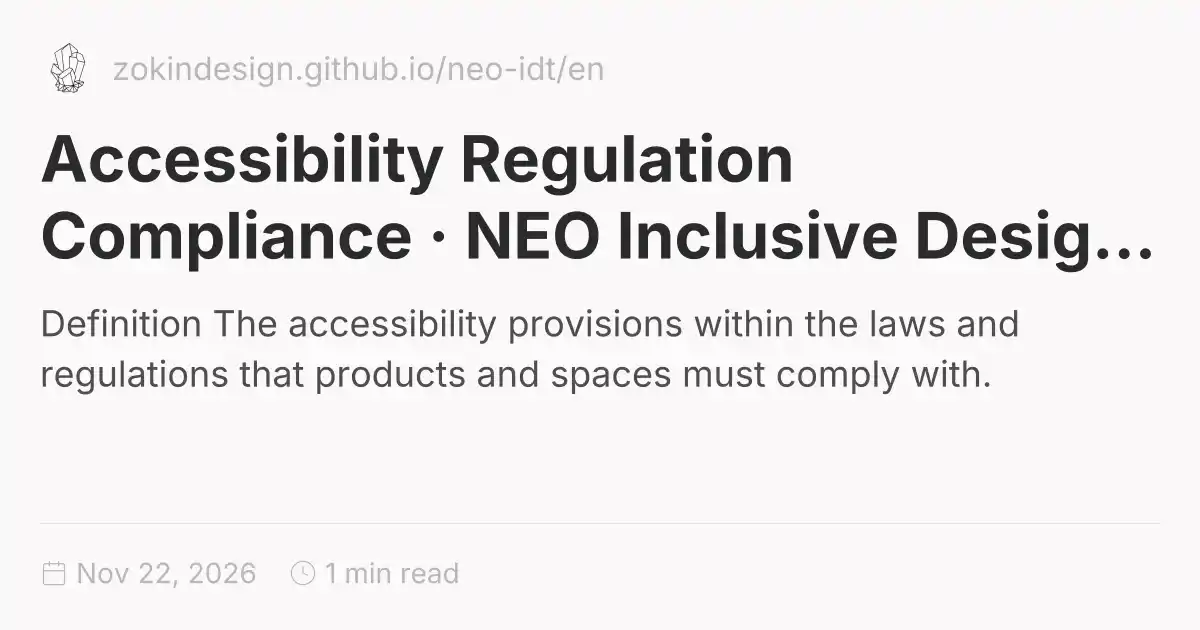 zokindesign.github.io/neo-idt/en
Accessibility Regulation
Compliance · NEO Inclusive Desig...
Definition The accessibility provisions within the laws and
regulations that products and spaces must comply with.
Nov 22, 2026 1 min read